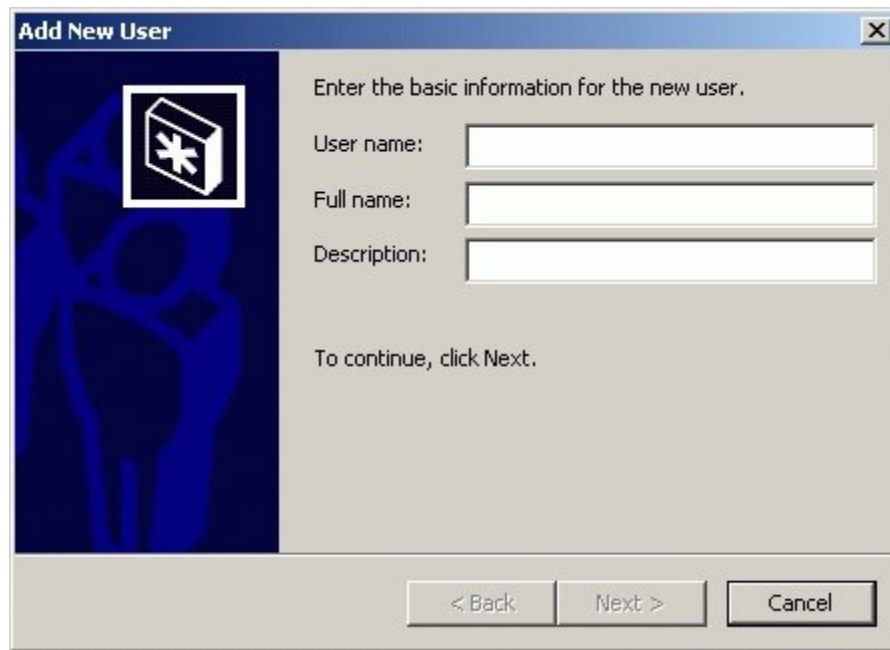 Add New User
Enter the basic information for the new user.
User name:
Full name:
Description:
To continue, click Next.
< Back Next > Cancel